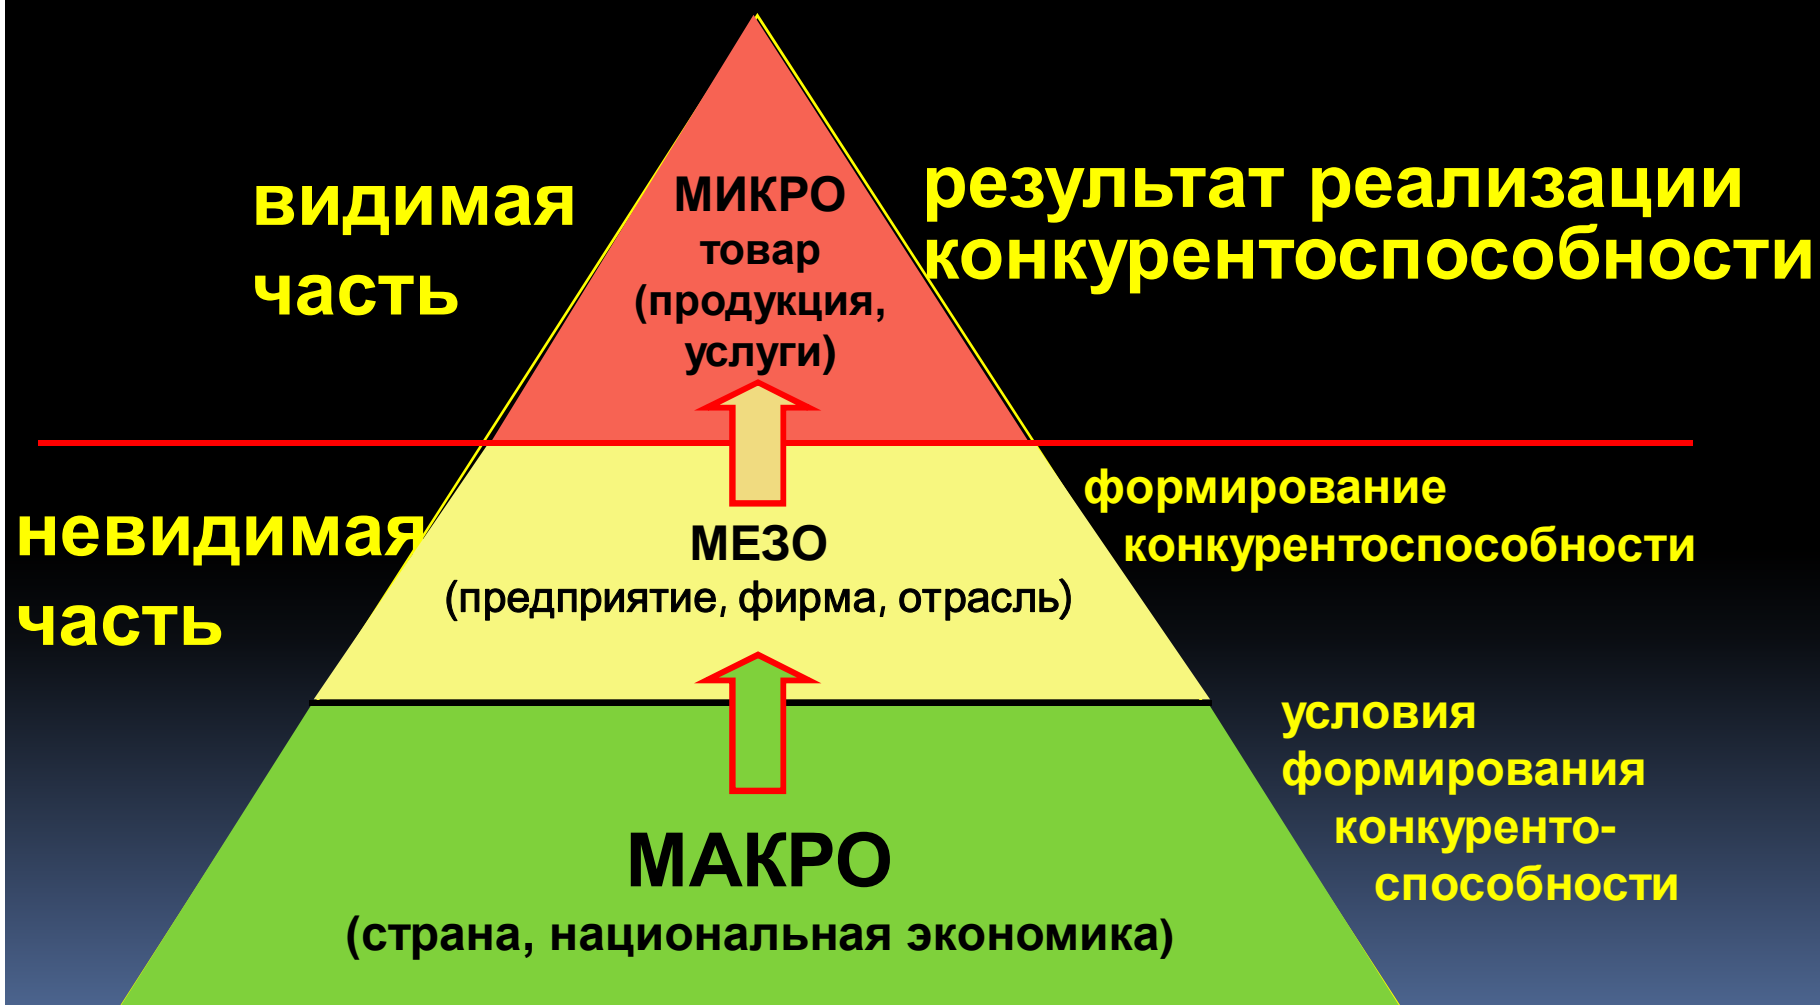 видимая
часть
МИКРО
товар
(продукция,
услуги)
результат реализации
конкурентоспособности
невидимая
часть
МЕЗО
(предприятие, фирма, отрасль)
формирование
конкурентоспособности
МАКРО
(страна, национальная экономика)
условия
формирования
конкуренто-
способности